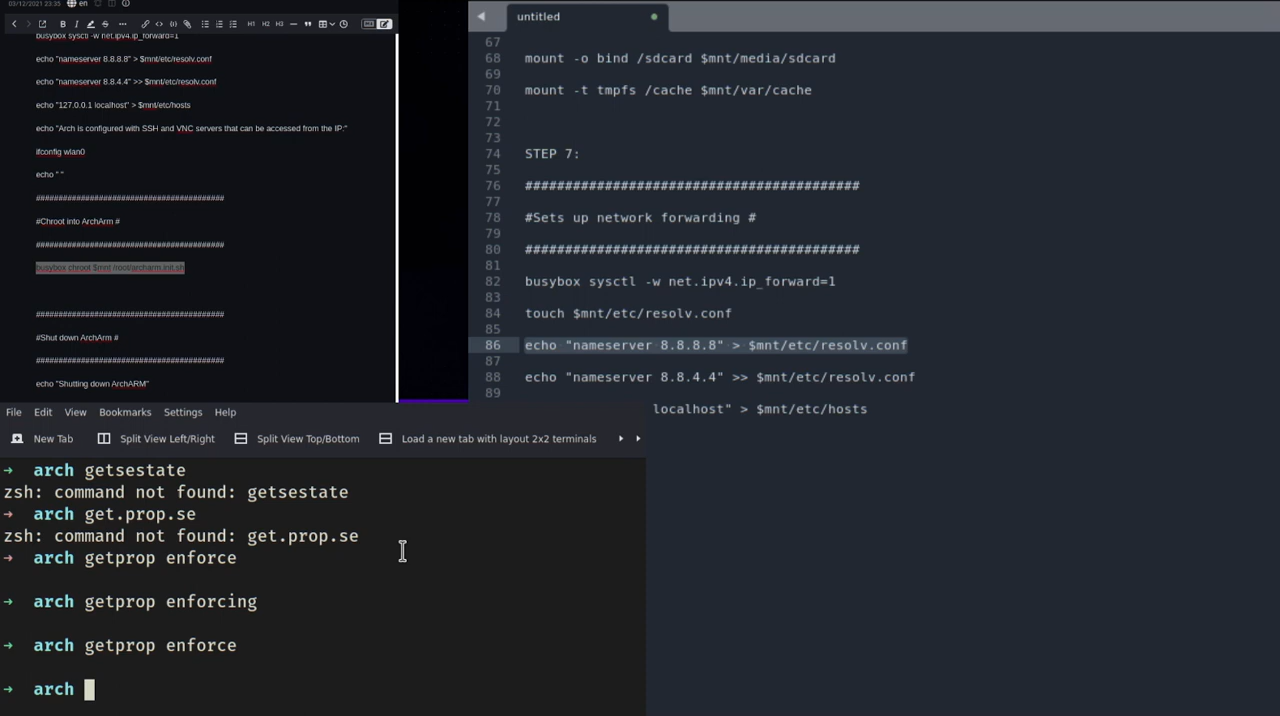 03/12/2021 23:35 en
B I H1 H2 H3
busybox sysctl -w net.ipv4.ip_forward=1
echo "nameserver 8.8.8.8" > $mnt/etc/resolv.conf
echo "nameserver 8.8.4.4" >> $mnt/etc/resolv.conf
echo "127.0.0.1 localhost" > $mnt/etc/hosts
echo "Arch is configured with SSH and VNC servers that can be accessed from the IP:"
ifconfig wlan0
echo " "
##########################################
#Chroot into ArchArm #
##########################################
busybox chroot $mnt /root/archarm.init.sh
##########################################
#Shut down ArchArm #
##########################################
echo "Shutting down ArchARM"
untitled
67
68 mount -o bind /sdcard $mnt/media/sdcard
69
70 mount -t tmpfs /cache $mnt/var/cache
71
72
73
74 STEP 7:
75
76 ##########################################
77
78 #Sets up network forwarding #
79
80 ##########################################
81
82 busybox sysctl -w net.ipv4.ip_forward=1
83
84 touch $mnt/etc/resolv.conf
85
86 echo "nameserver 8.8.8.8" > $mnt/etc/resolv.conf
87
88 echo "nameserver 8.8.4.4" >> $mnt/etc/resolv.conf
89
localhost" > $mnt/etc/hosts
File Edit View Bookmarks Settings Help
New Tab Split View Left/Right Split View Top/Bottom Load a new tab with layout 2x2 terminals
→ arch getsestate
zsh: command not found: getsestate
→ arch get.prop.se
zsh: command not found: get.prop.se
→ arch getprop enforce
→ arch getprop enforcing
→ arch getprop enforce
→ arch